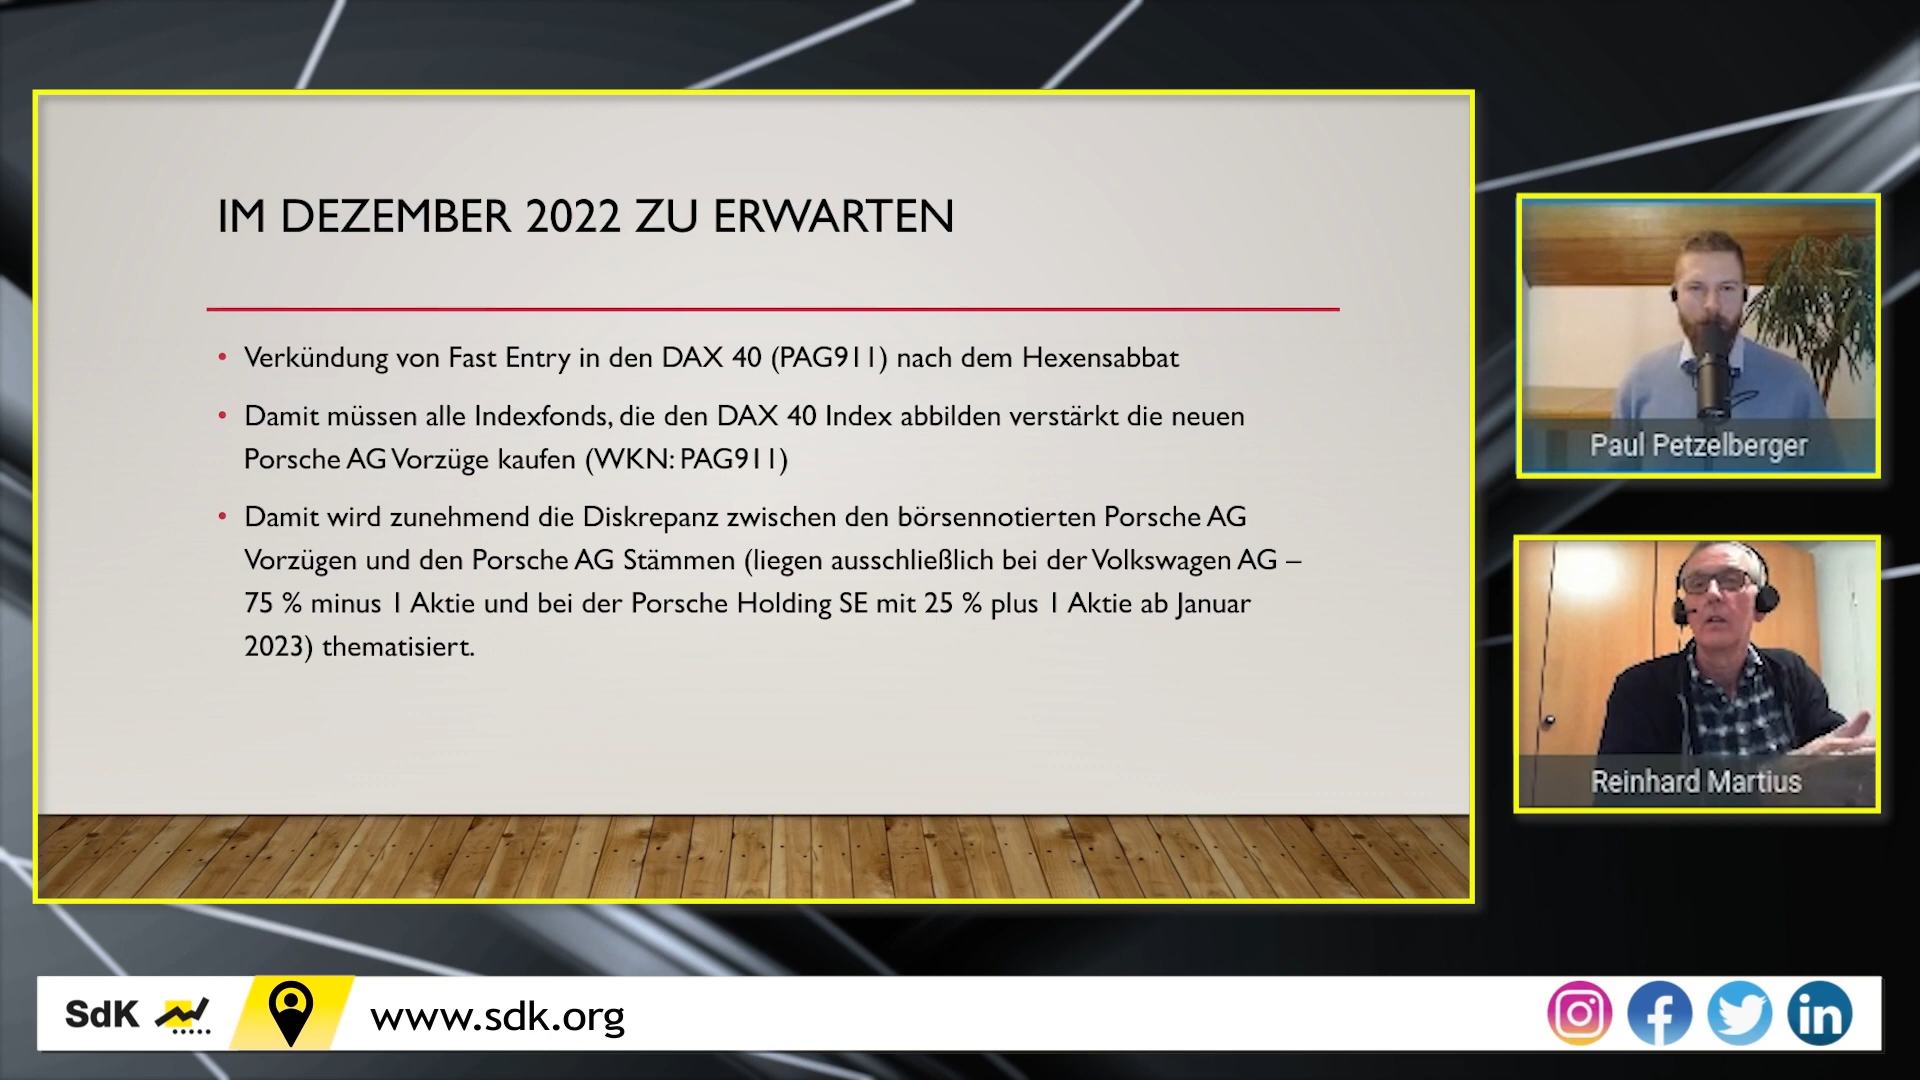 IM DEZEMBER 2022 ZU ERWARTEN
• Verkündung von Fast Entry in den DAX 40 (PAG911) nach dem Hexensabbat
• Damit müssen alle Indexfonds, die den DAX 40 Index abbilden verstärkt die neuen
Porsche AG Vorzüge kaufen (WKN: PAG911)
• Damit wird zunehmend die Diskrepanz zwischen den börsennotierten Porsche AG
Vorzügen und den Porsche AG Stämmen (liegen ausschließlich bei der Volkswagen AG –
75 % minus 1 Aktie und bei der Porsche Holding SE mit 25 % plus 1 Aktie ab Januar
2023) thematisiert.
Paul Petzelberger
Reinhard Martius
SdK
www.sdk.org